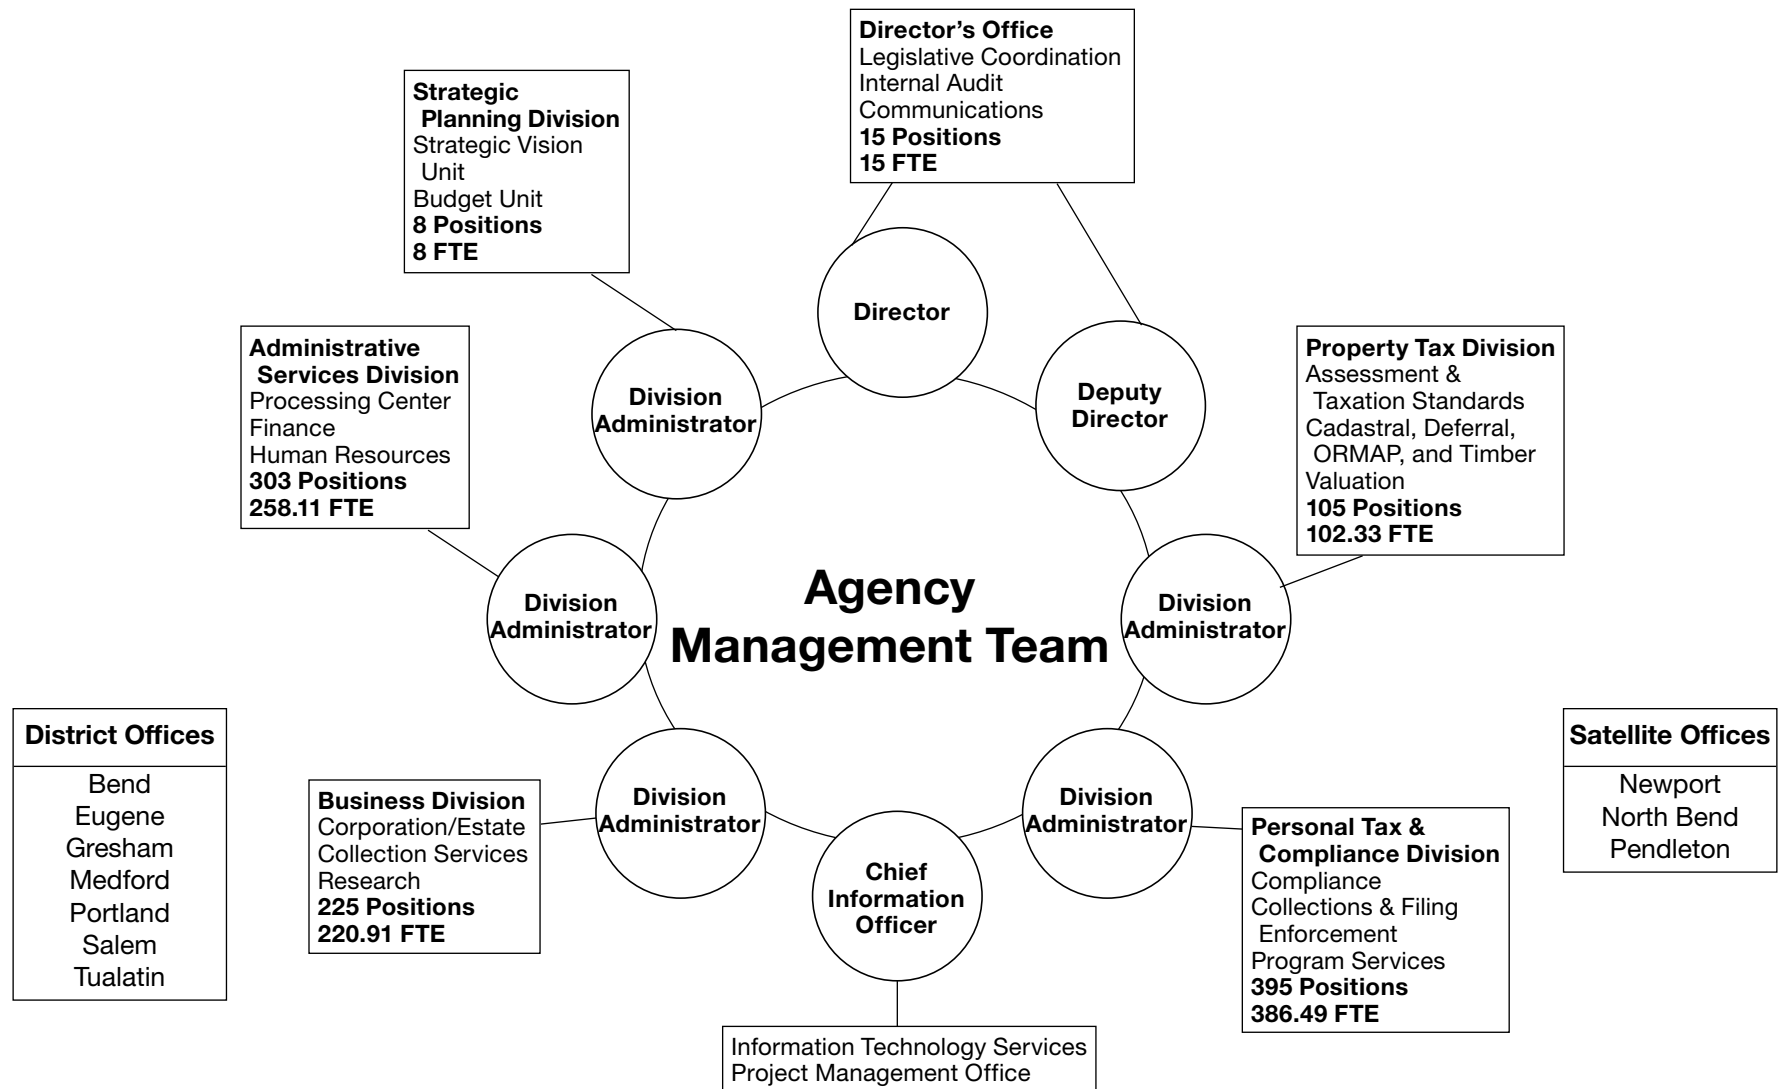 Director’s Office
Legislative Coordination
Internal Audit
Communications
15 Positions
15 FTE
Strategic
Planning Division
Strategic Vision
Unit
Budget Unit
8 Positions
8 FTE
Director
Administrative
Services Division
Processing Center
Finance
Human Resources
303 Positions
258.11 FTE
Division
Administrator
Deputy
Director
Property Tax Division
Assessment &
Taxation Standards
Cadastral, Deferral,
ORMAP, and Timber
Valuation
105 Positions
102.33 FTE
Division
Administrator
Agency
Management Team
Division
Administrator
District Offices
Bend
Eugene
Gresham
Medford
Portland
Salem
Tualatin
Business Division
Corporation/Estate
Collection Services
Research
225 Positions
220.91 FTE
Division
Administrator
Chief
Information
Officer
Division
Administrator
Personal Tax &
Compliance Division
Compliance
Collections & Filing
Enforcement
Program Services
395 Positions
386.49 FTE
Satellite Offices
Newport
North Bend
Pendleton
Information Technology Services
Project Management Office